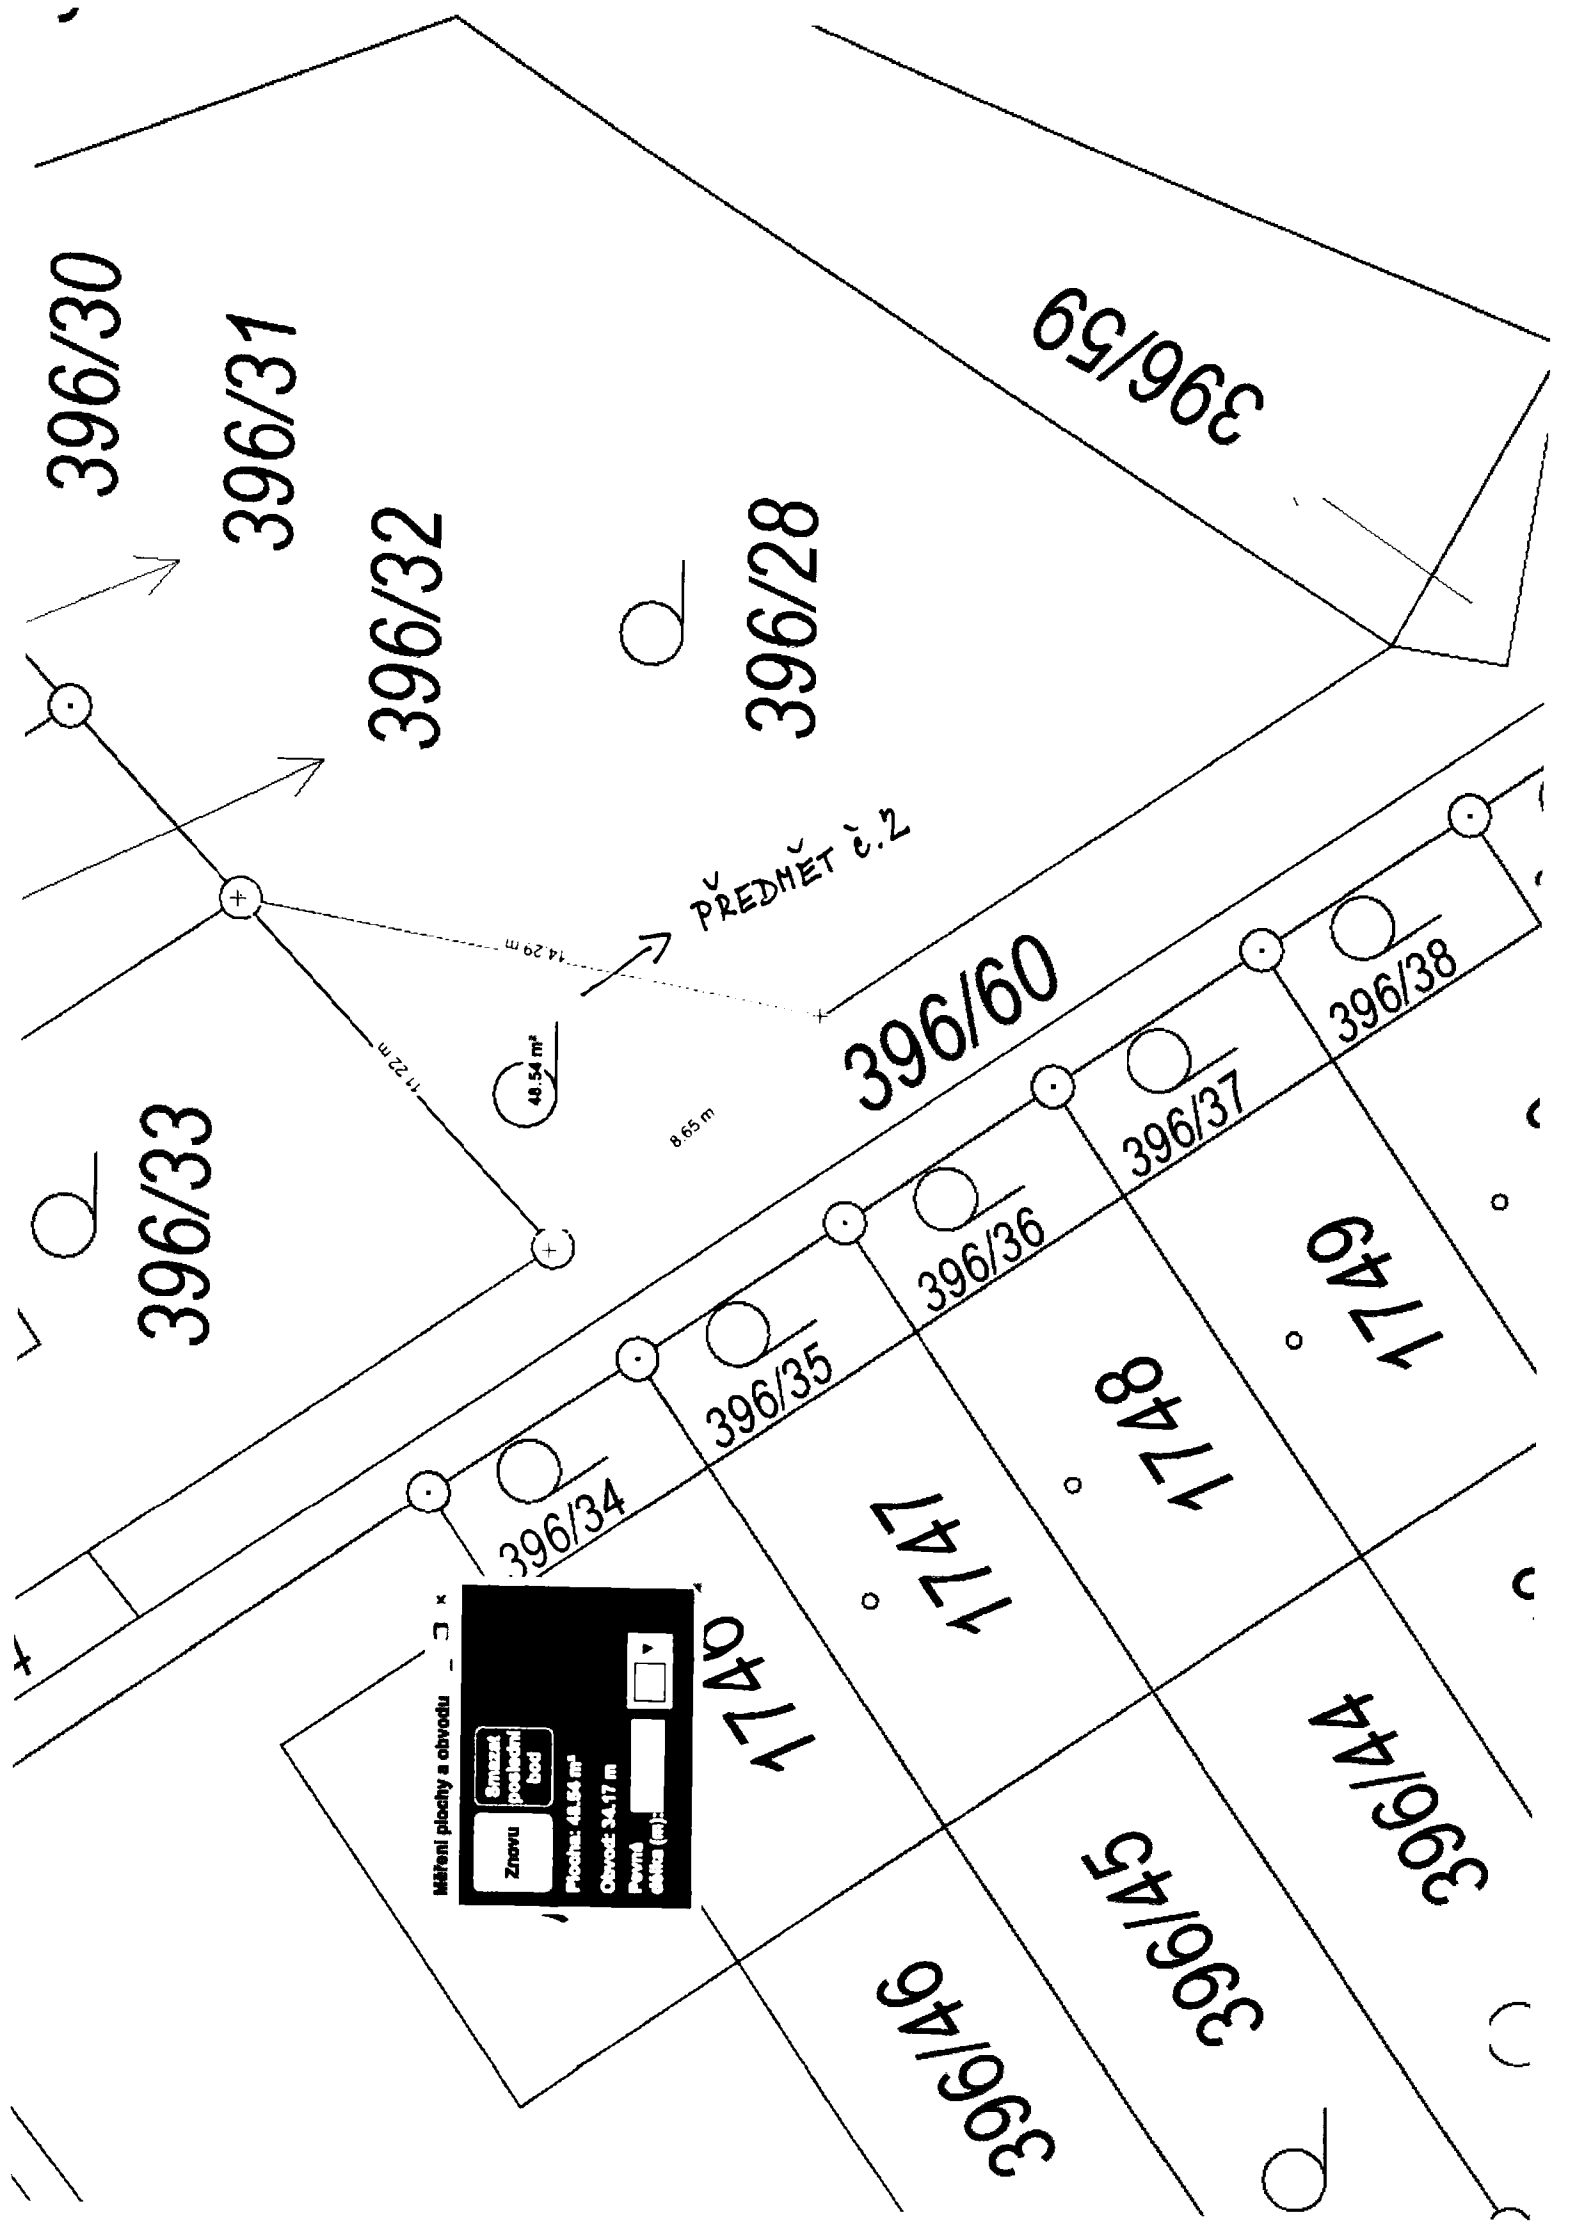 396/30
396/31
396/32
396/28
396/59
PŘEDMĚT č.2
14.29 m
11.22 m
48.54 m²
8.65 m
396/33
396/60
396/38
396/37
396/36
396/35
396/34
1749
1748
1747
1746
396/44
396/45
396/46
Měření plochy a obvodu
Znovu
Smazat
poslední
bod
Plocha: 48.54 m²
Obvod: 34.17 m
Pevná
délka (m):